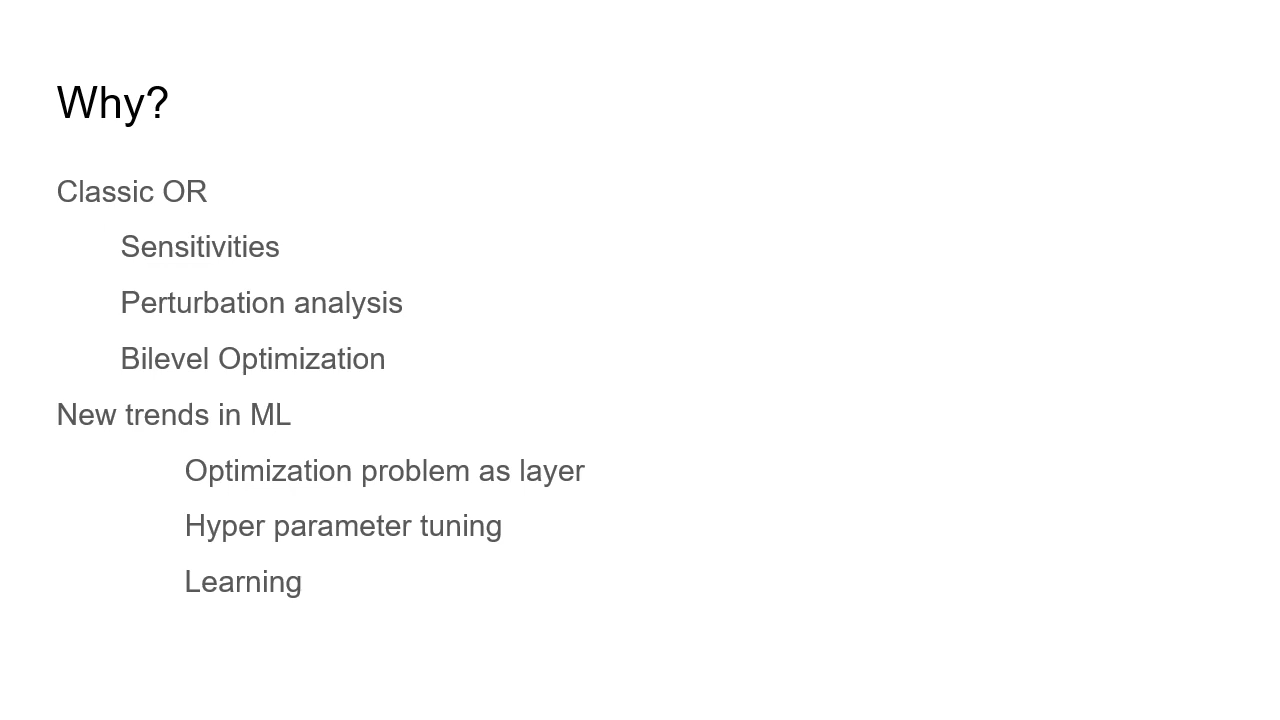 Why?
Classic OR
Sensitivities
Perturbation analysis
Bilevel Optimization
New trends in ML
Optimization problem as layer
Hyper parameter tuning
Learning